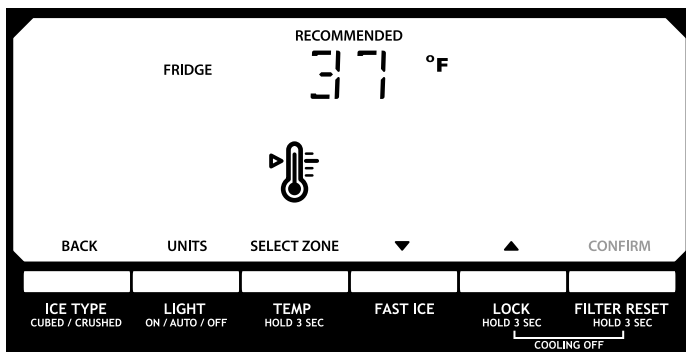 RECOMMENDED
FRIDGE 37 °F
BACK UNITS SELECT ZONE ▼ ▲ CONFIRM
ICE TYPE LIGHT TEMP FAST ICE LOCK FILTER RESET
CUBED / CRUSHED ON / AUTO / OFF HOLD 3 SEC HOLD 3 SEC HOLD 3 SEC
COOLING OFF